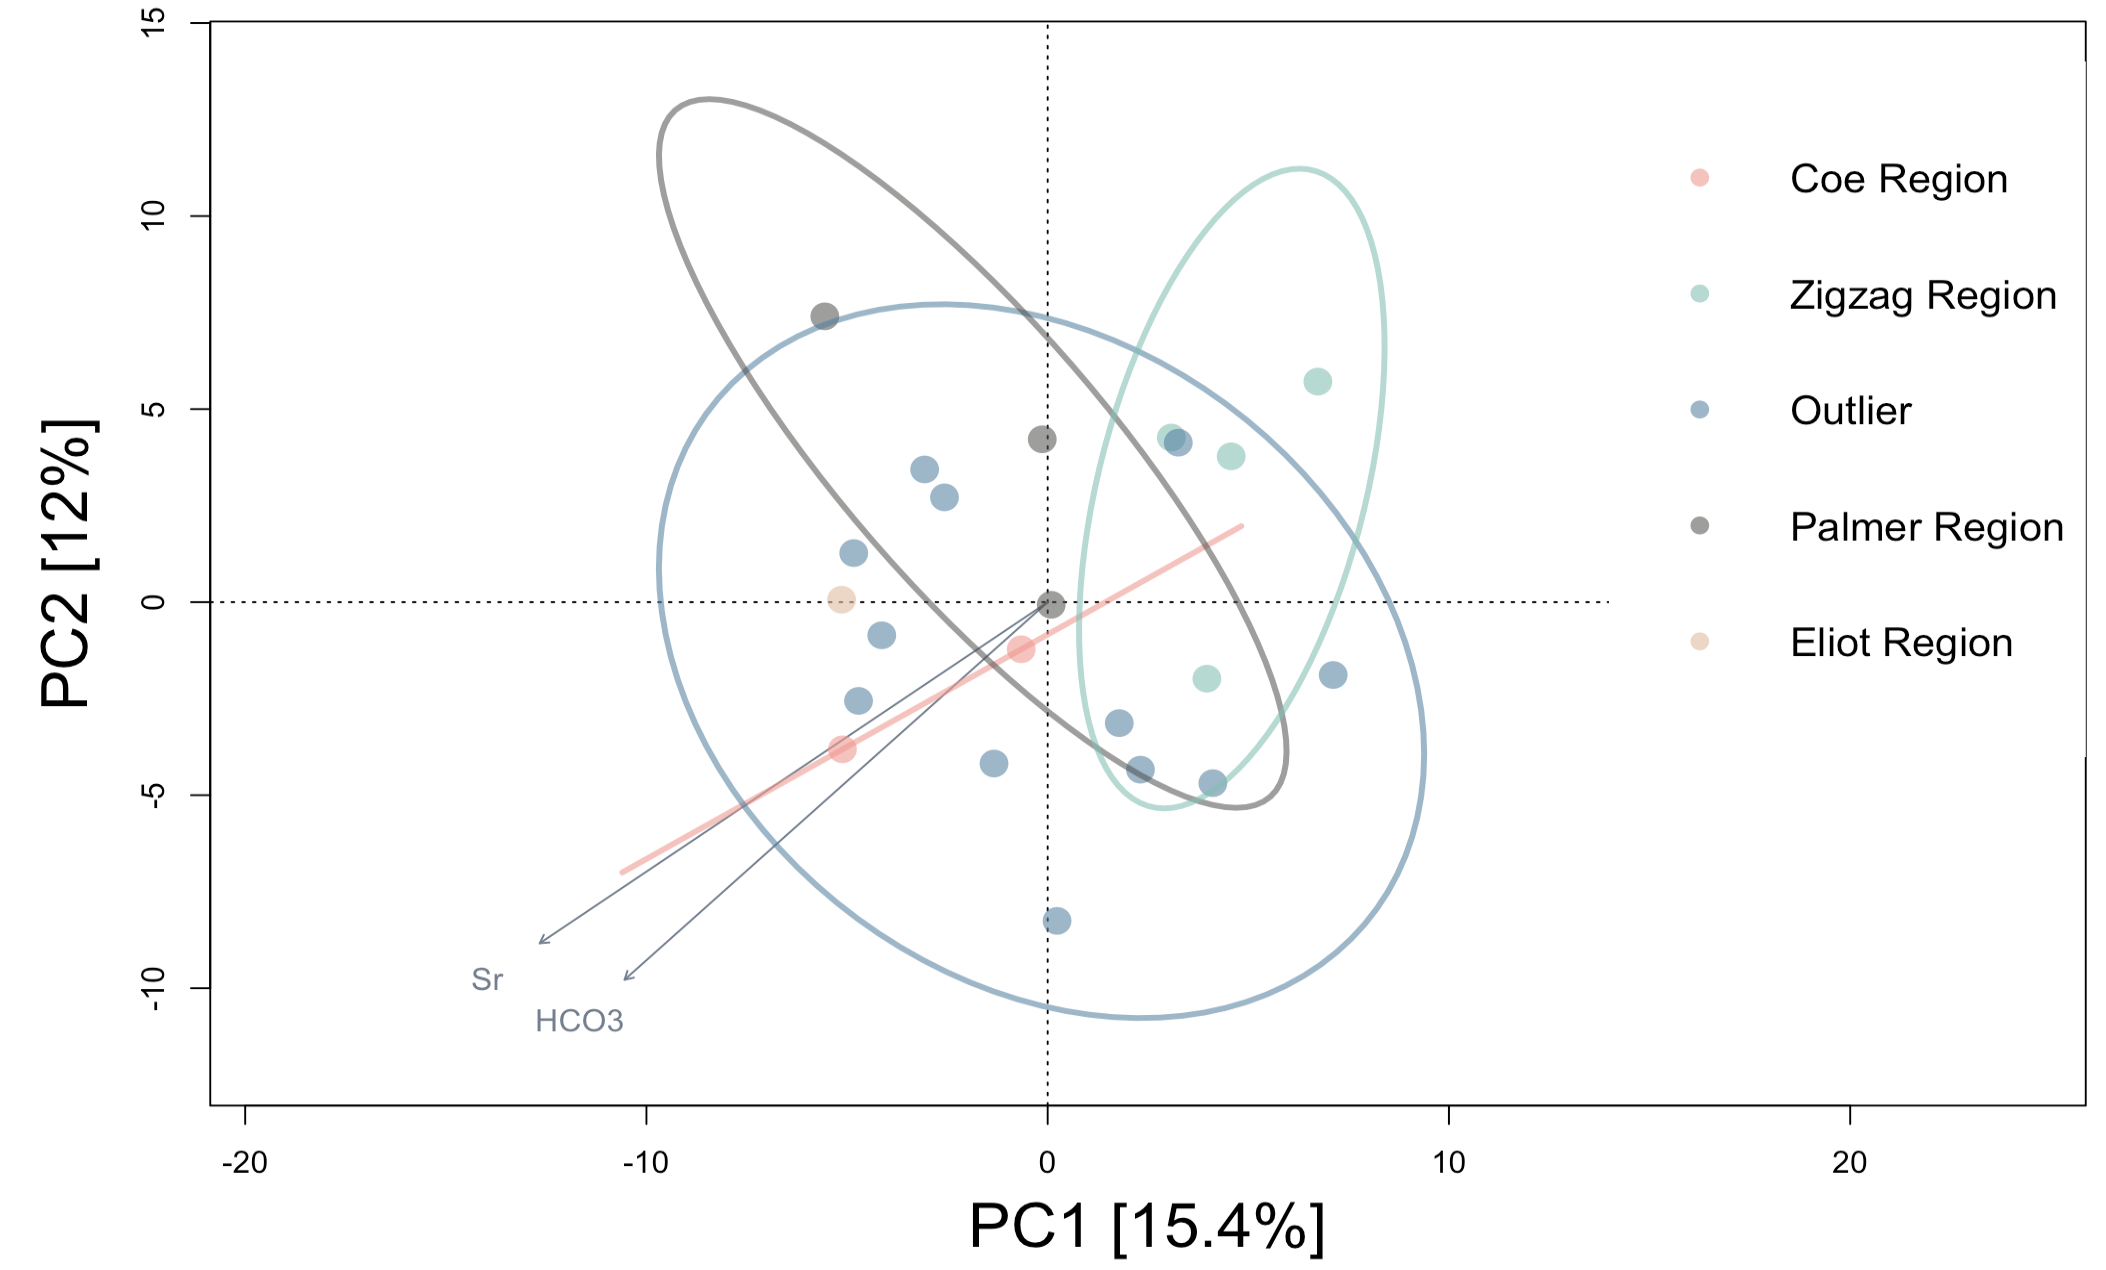 15
10
5
0
-5
-10
PC2 [12%]
Coe Region
Zigzag Region
Outlier
Palmer Region
Eliot Region
Sr
HCO3
-20
-10
0
10
20
PC1 [15.4%]